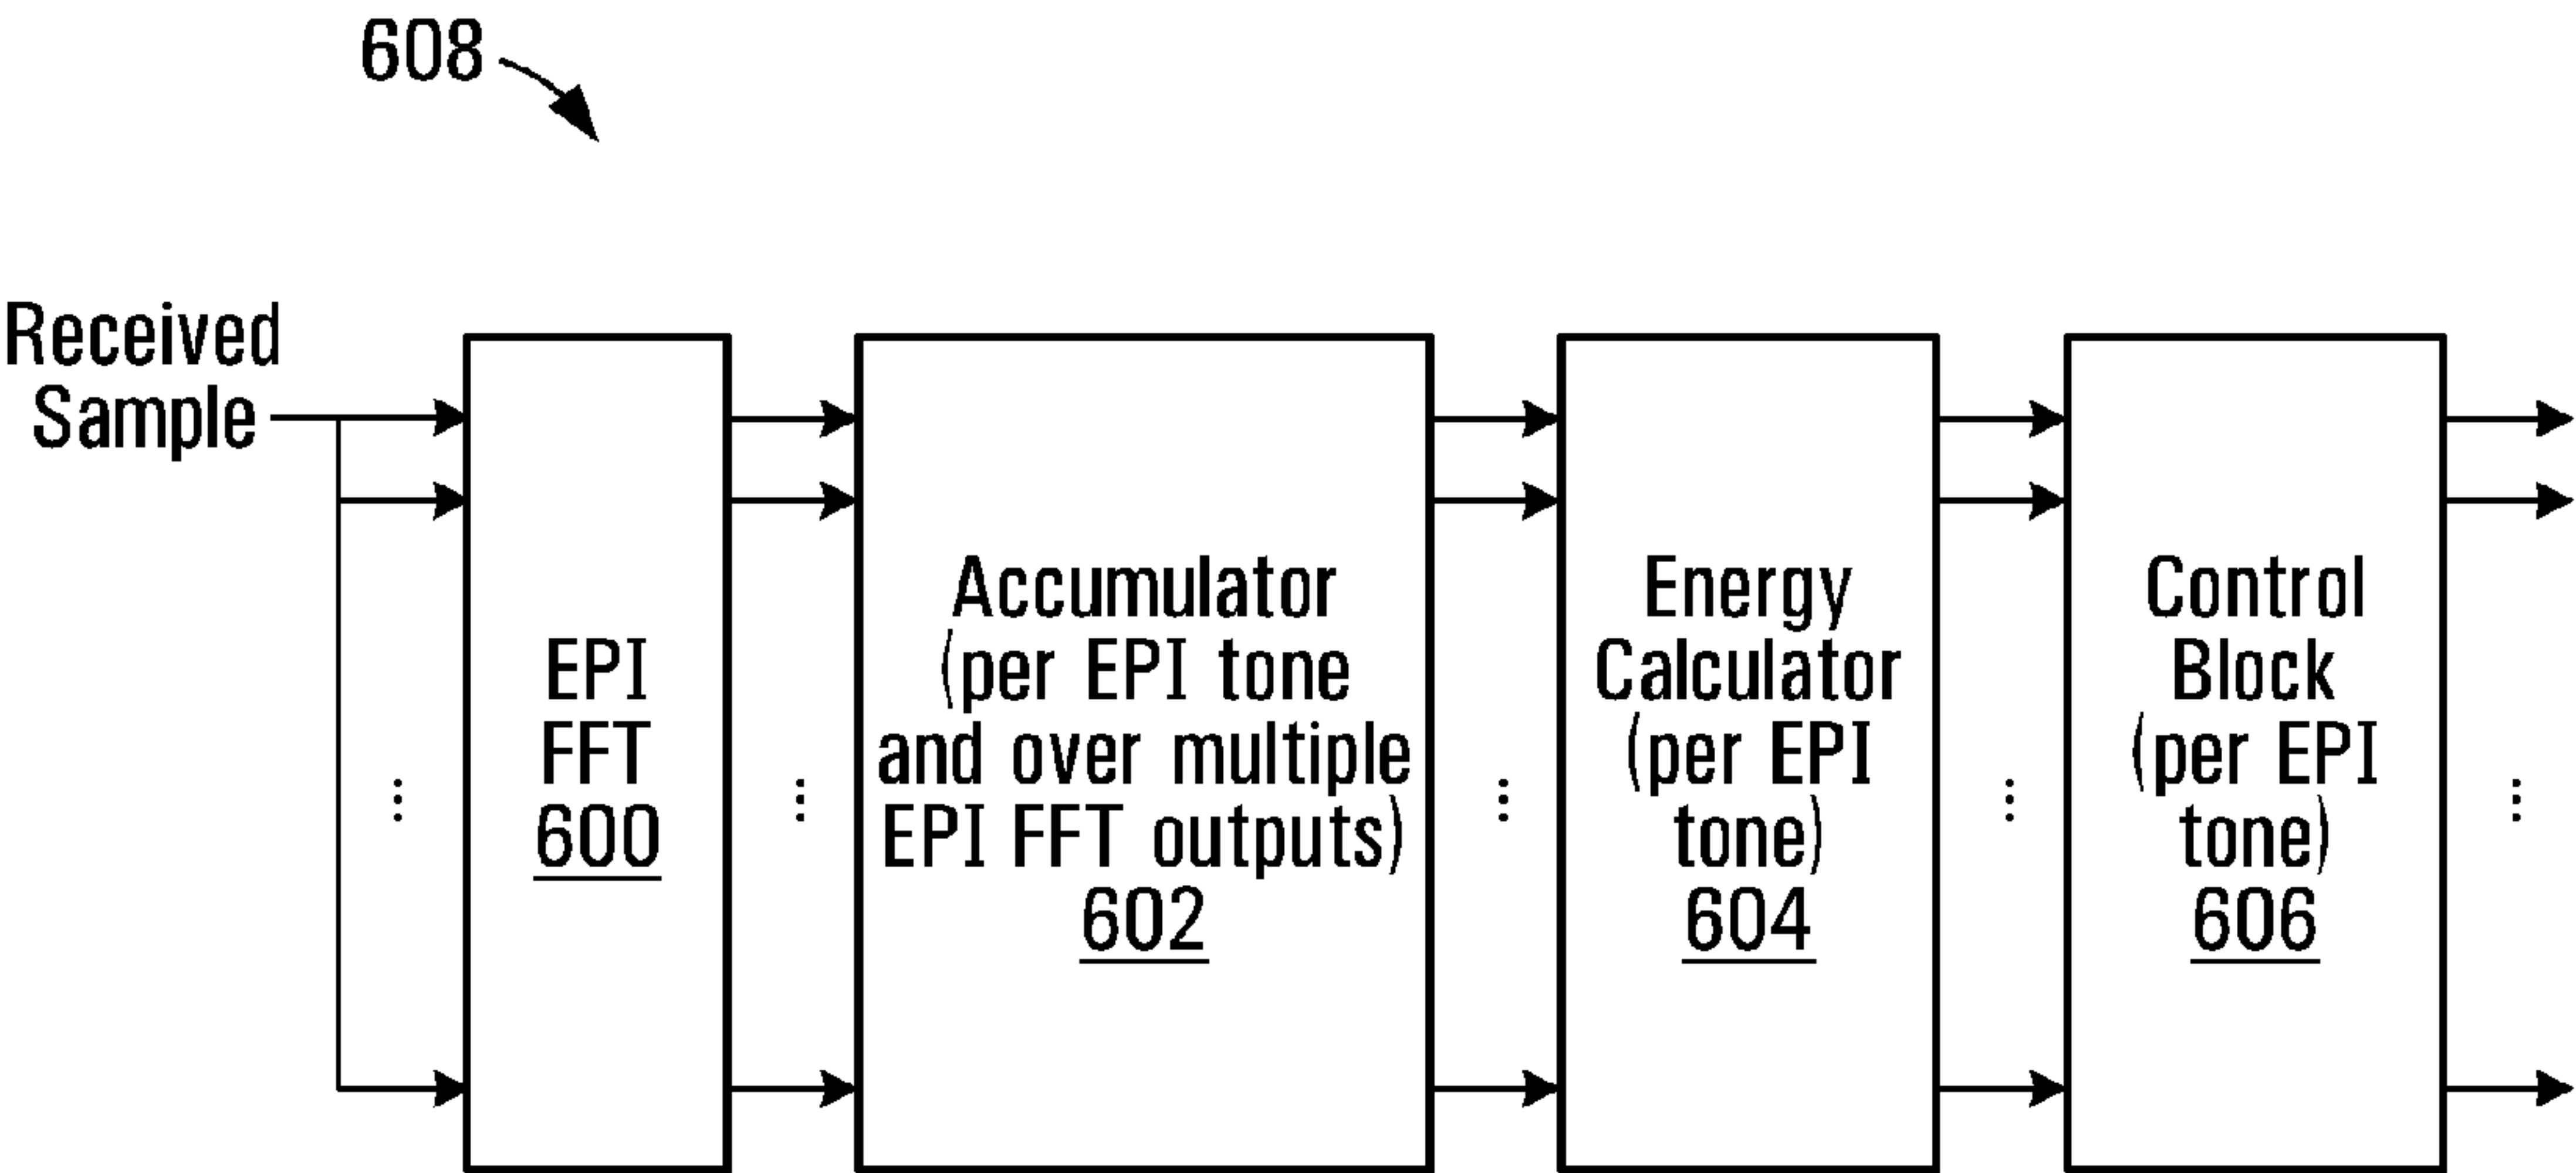 608
Received
Sample
EPI
FFT
600
Accumulator
(per EPI tone
and over multiple
EPI FFT outputs)
602
Energy
Calculator
(per EPI
tone)
604
Control
Block
(per EPI
tone)
606